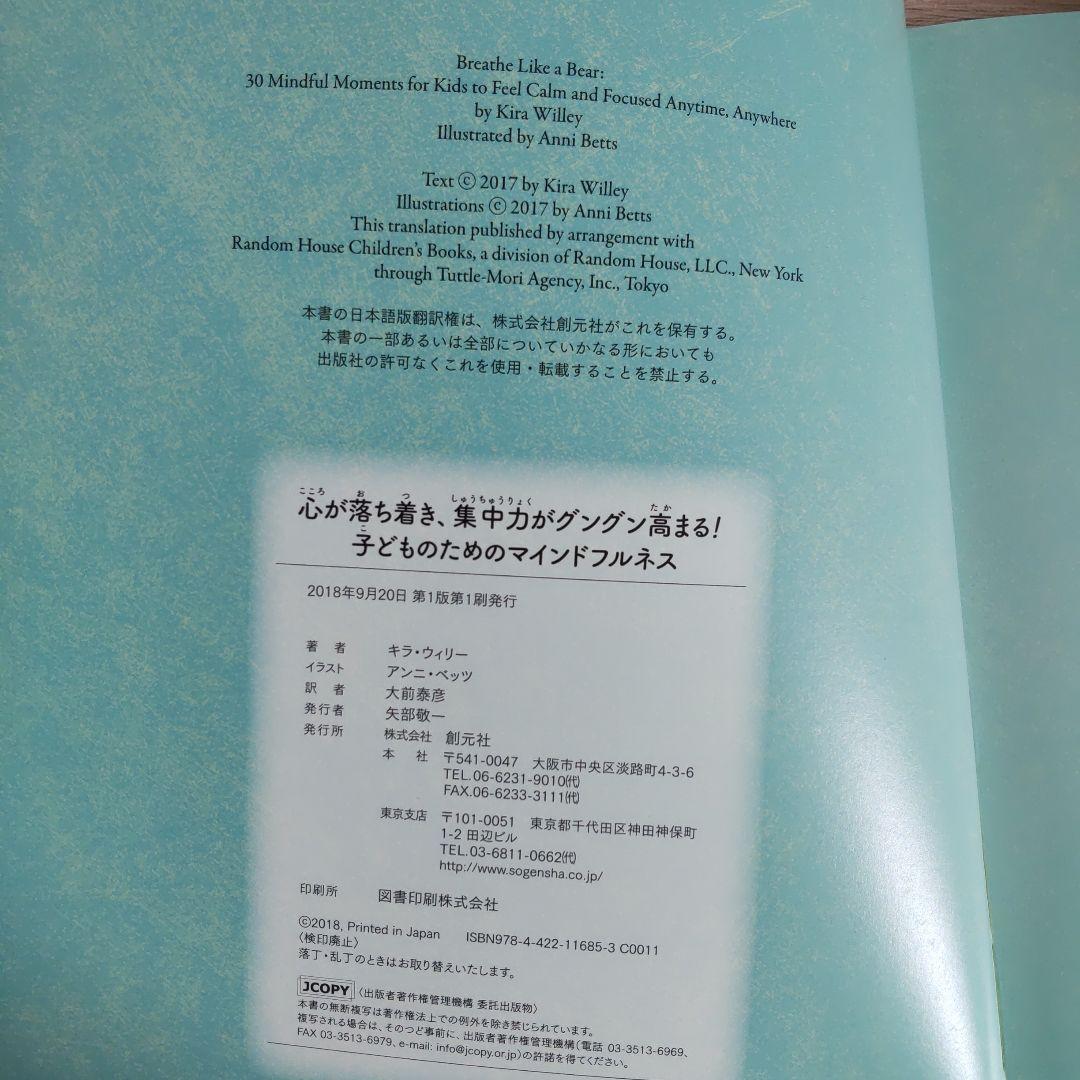 Breathe Like a Bear:
30 Mindful Moments for Kids to Feel Calm and Focused Anytime, Anywhere
by Kira Willey
Illustrated by Anni Betts
Text ⓒ 2017 by Kira Willey
Illustrations ⓒ 2017 by Anni Betts
This translation published by arrangement with
Random House Children's Books, a division of Random House, LLC., New York
through Tuttle-Mori Agency, Inc., Tokyo
本書の日本語版翻訳権は、株式会社創元社がこれを保有する。
本書の一部あるいは全部についていかなる形においても
出版社の許可なくこれを使用・転載することを禁止する。
こころ お つ しゅうちゅうりょく たか
心が落ち着き、集中力がグングン高まる!
こ
子どものためのマインドフルネス
2018年9月20日 第1版第1刷発行
著 者 キラ・ウィリー
イラスト アンニ・ベッツ
訳 者 大前泰彦
発行者 矢部敬一
発行所 株式会社 創元社
本 社 〒541-0047 大阪市中央区淡路町4-3-6
TEL.06-6231-9010㈹
FAX.06-6233-3111㈹
東京支店 〒101-0051 東京都千代田区神田神保町
1-2 田辺ビル
TEL.03-6811-0662㈹
http://www.sogensha.co.jp/
印刷所 図書印刷株式会社
ⓒ2018, Printed in Japan ISBN978-4-422-11685-3 C0011
〈検印廃止〉
落丁・乱丁のときはお取り替えいたします。
JCOPY 〈出版者著作権管理機構 委託出版物〉
本書の無断複写は著作権法上での例外を除き禁じられています。
複写される場合は、そのつど事前に、出版者著作権管理機構(電話 03-3513-6969、
FAX 03-3513-6979、e-mail: info@jcopy.or.jp)の許諾を得てください。